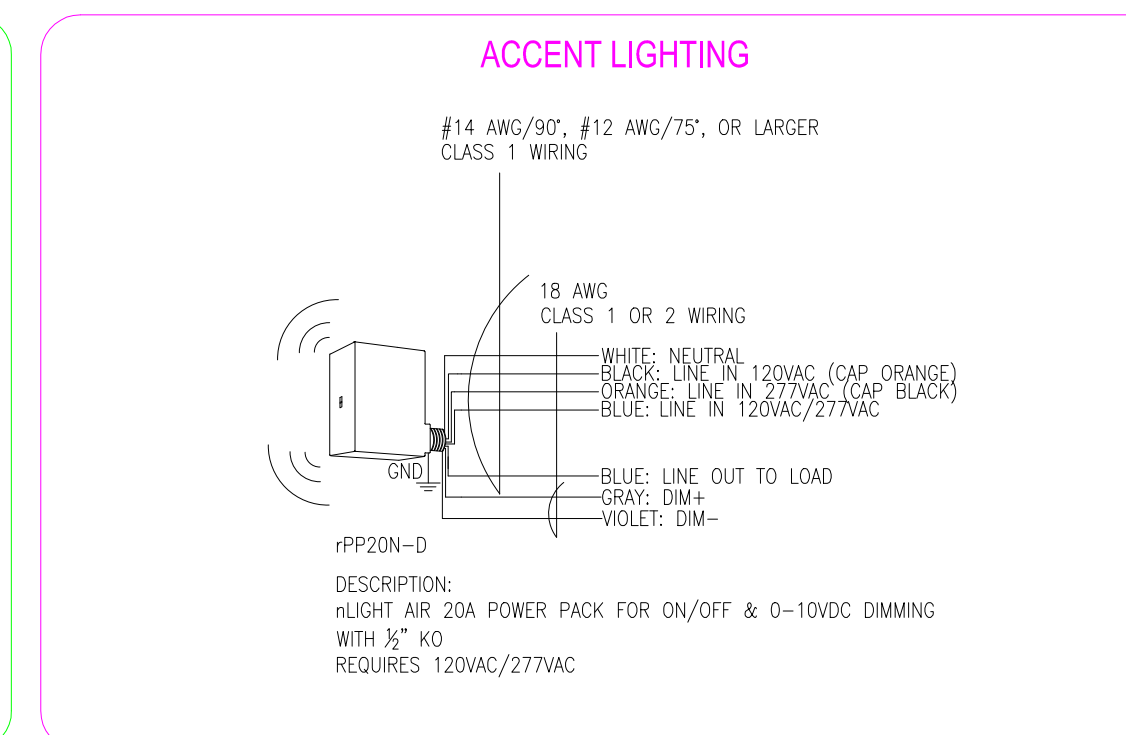 ACCENT LIGHTING
#14 AWG/90°, #12 AWG/75°, OR LARGER
CLASS 1 WIRING
18 AWG
CLASS 1 OR 2 WIRING
WHITE: NEUTRAL
BLACK: LINE IN 120VAC (CAP ORANGE)
ORANGE: LINE IN 277VAC (CAP BLACK)
BLUE: LINE IN 120VAC/277VAC
GND
BLUE: LINE OUT TO LOAD
GRAY: DIM+
VIOLET: DIM-
rPP20N-D
DESCRIPTION:
nLIGHT AIR 20A POWER PACK FOR ON/OFF & 0-10VDC DIMMING
WITH ½" KO
REQUIRES 120VAC/277VAC